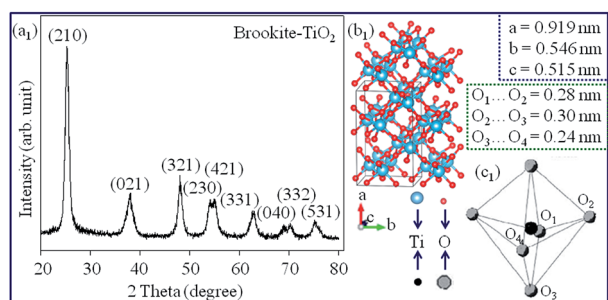 (a₁)
Brookite-TiO₂
(210)
(021)
(321)
(230)
(421)
(331)
(040)
(332)
(531)
Intensity (arb. unit)
20 30 40 50 60 70 80
2 Theta (degree)
(b₁)
a
c
b
Ti O
a = 0.919 nm
b = 0.546 nm
c = 0.515 nm
O₁...O₂ = 0.28 nm
O₂...O₃ = 0.30 nm
O₃...O₄ = 0.24 nm
(c₁)
O₁
O₂
O₄
O₃